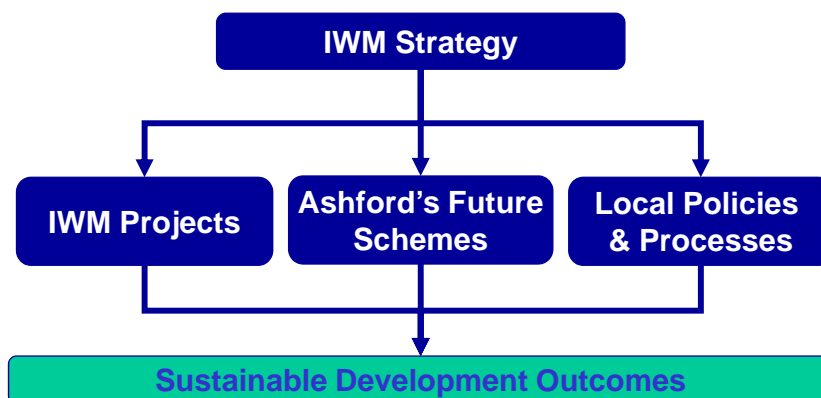 IWM Strategy
IWM Projects
Ashford's Future
Schemes
Local Policies
& Processes
Sustainable Development Outcomes